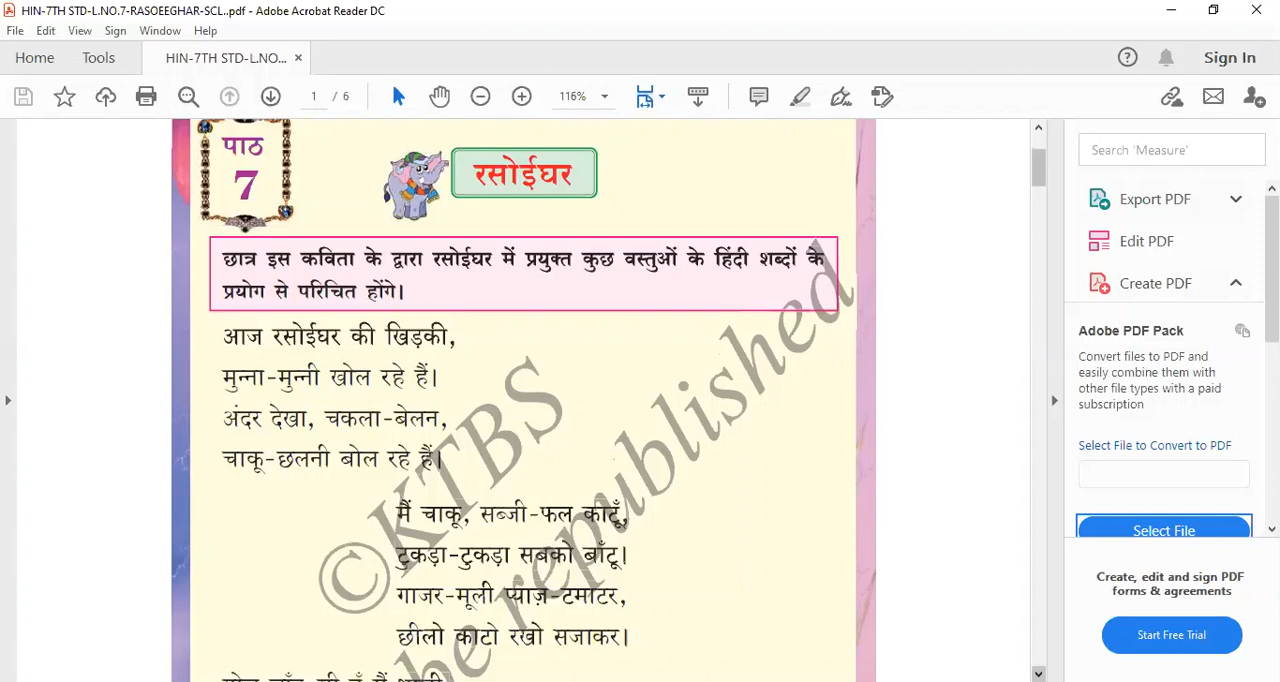 HIN-7TH STD-L.NO.7-RASOEEGHAR-SCL..pdf - Adobe Acrobat Reader DC
File Edit View Sign Window Help
Home Tools HIN-7TH STD-L.NO... × Sign In
1 / 6 116%
पाठ
7
रसोईघर
छात्र इस कविता के द्वारा रसोईघर में प्रयुक्त कुछ वस्तुओं के हिंदी शब्दों के
प्रयोग से परिचित होंगे।
आज रसोईघर की खिड़की,
मुन्ना-मुन्नी खोल रहे हैं।
अंदर देखा, चकला-बेलन,
चाकू-छलनी बोल रहे हैं।
मैं चाकू, सब्जी-फल काटूँ,
टुकड़ा-टुकड़ा सबको बाँटू।
गाजर-मूली प्याज़-टमाटर,
छीलो काटो रखो सजाकर।
©KTBS
be republished
Search 'Measure'
Export PDF
Edit PDF
Create PDF
Adobe PDF Pack
Convert files to PDF and
easily combine them with
other file types with a paid
subscription
Select File to Convert to PDF
Select File
Create, edit and sign PDF
forms & agreements
Start Free Trial